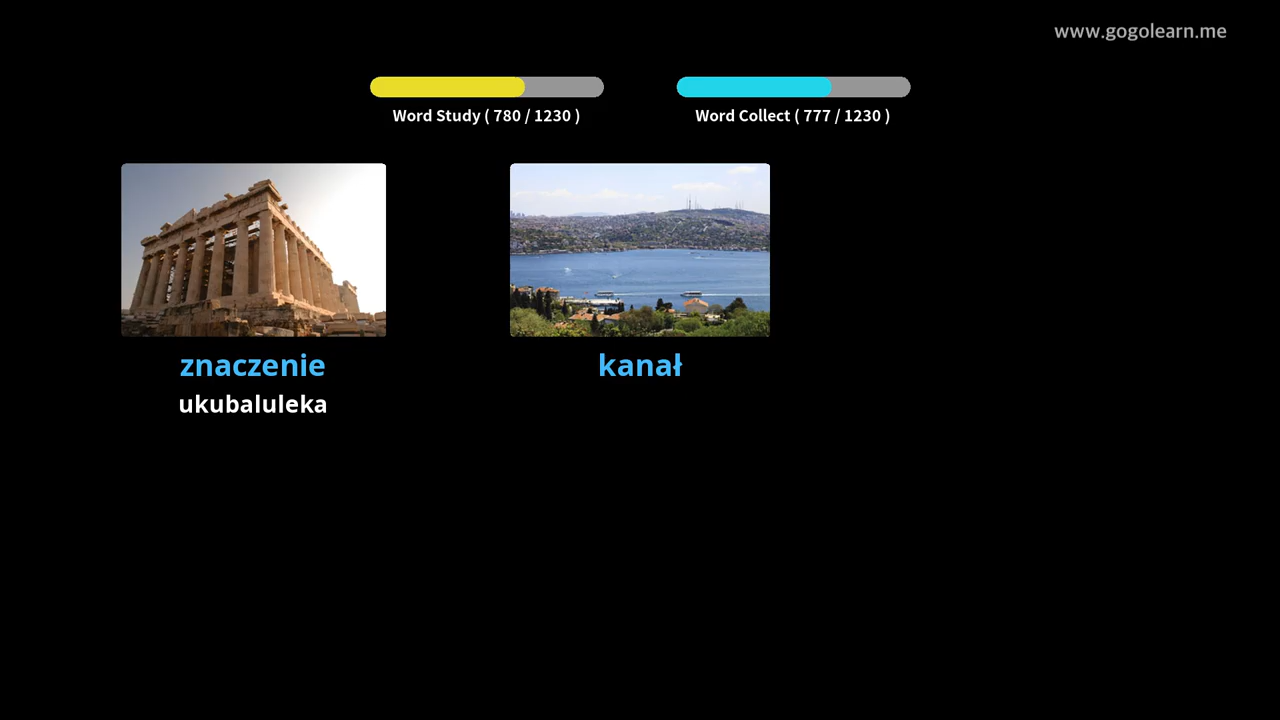 www.gogolearn.me
Word Study ( 780 / 1230 )
Word Collect ( 777 / 1230 )
znaczenie
ukubaluleka
kanał